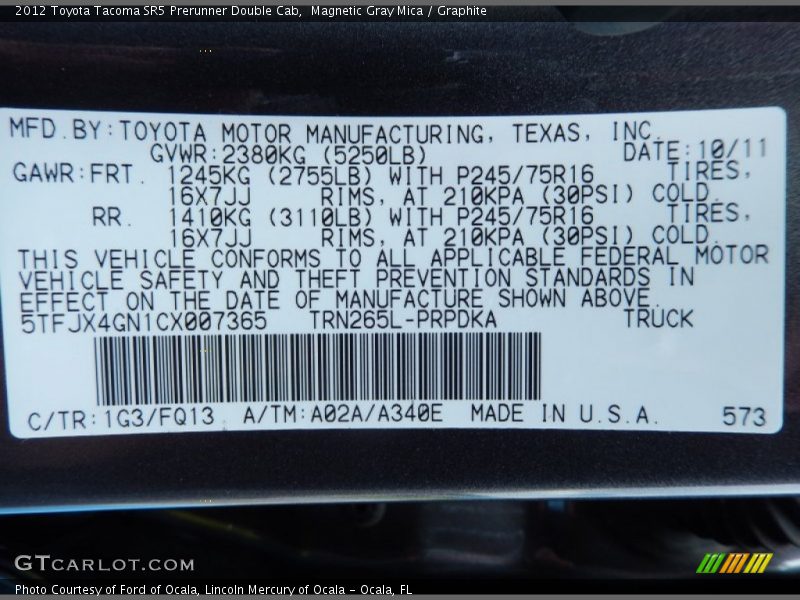 2012 Toyota Tacoma SR5 Prerunner Double Cab,  Magnetic Gray Mica / Graphite
MFD.BY:TOYOTA MOTOR MANUFACTURING, TEXAS, INC.
GVWR:2380KG (5250LB) DATE:10/11
GAWR:FRT. 1245KG (2755LB) WITH P245/75R16 TIRES,
16X7JJ RIMS, AT 210KPA (30PSI) COLD.
RR. 1410KG (3110LB) WITH P245/75R16 TIRES,
16X7JJ RIMS, AT 210KPA (30PSI) COLD.
THIS VEHICLE CONFORMS TO ALL APPLICABLE FEDERAL MOTOR
VEHICLE SAFETY AND THEFT PREVENTION STANDARDS IN
EFFECT ON THE DATE OF MANUFACTURE SHOWN ABOVE.
5TFJX4GN1CX007365 TRN265L-PRPDKA TRUCK
C/TR:1G3/FQ13 A/TM:A02A/A340E MADE IN U.S.A. 573
GTCARLOT.COM
Photo Courtesy of Ford of Ocala, Lincoln Mercury of Ocala - Ocala, FL